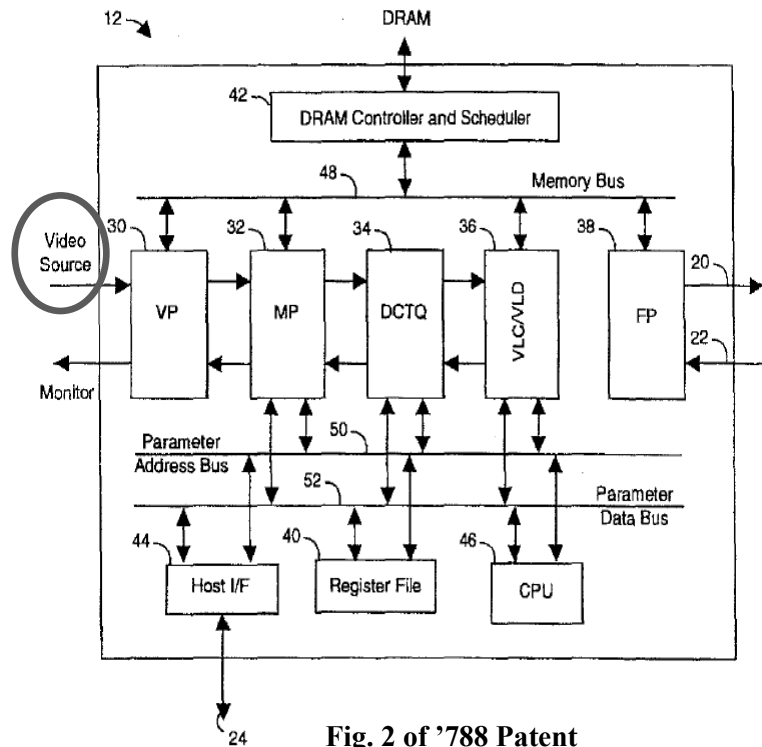 12
DRAM
42
DRAM Controller and Scheduler
48
Memory Bus
Video
Source
30
32
34
36
38
VP
MP
DCTQ
VLC/VLD
FP
20
22
Monitor
50
Parameter
Address Bus
52
Parameter
Data Bus
44
40
46
Host I/F
Register File
CPU
24
Fig. 2 of ’788 Patent